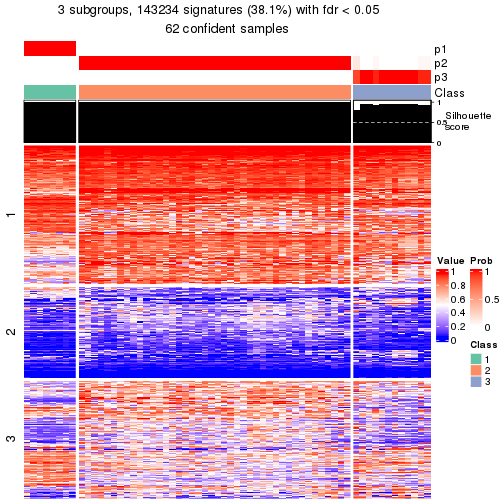 3 subgroups, 143234 signatures (38.1%) with fdr < 0.05
62 confident samples
p1
p2
p3
Class
1
0.5
0
Silhouette
score
1
2
3
Value
1
0.8
0.6
0.4
0.2
0
Prob
1
0.5
0
Class
1
2
3